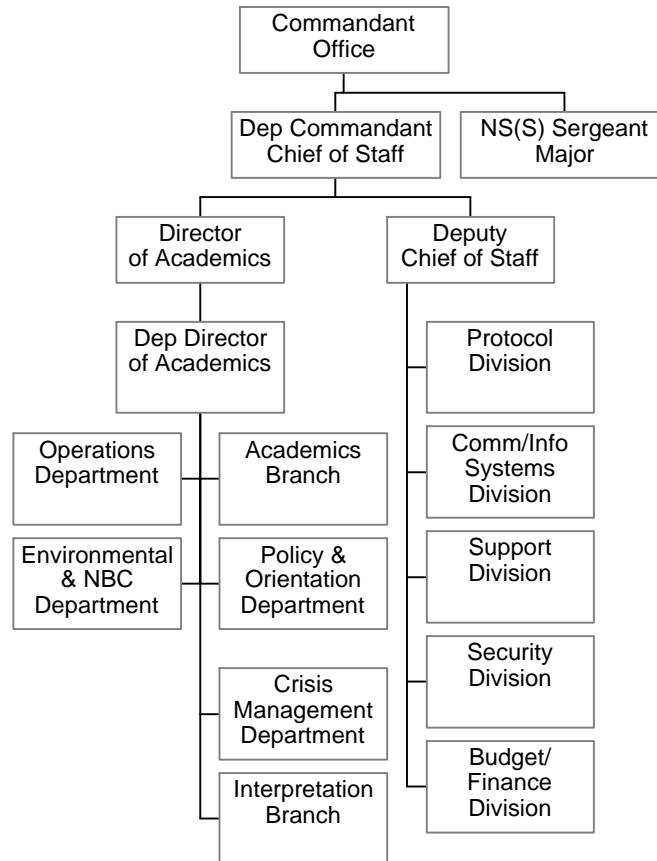 Commandant
Office
Dep Commandant
Chief of Staff
NS(S) Sergeant
Major
Director
of Academics
Deputy
Chief of Staff
Dep Director
of Academics
Protocol
Division
Operations
Department
Academics
Branch
Comm/Info
Systems
Division
Environmental
& NBC
Department
Policy &
Orientation
Department
Support
Division
Crisis
Management
Department
Security
Division
Interpretation
Branch
Budget/
Finance
Division